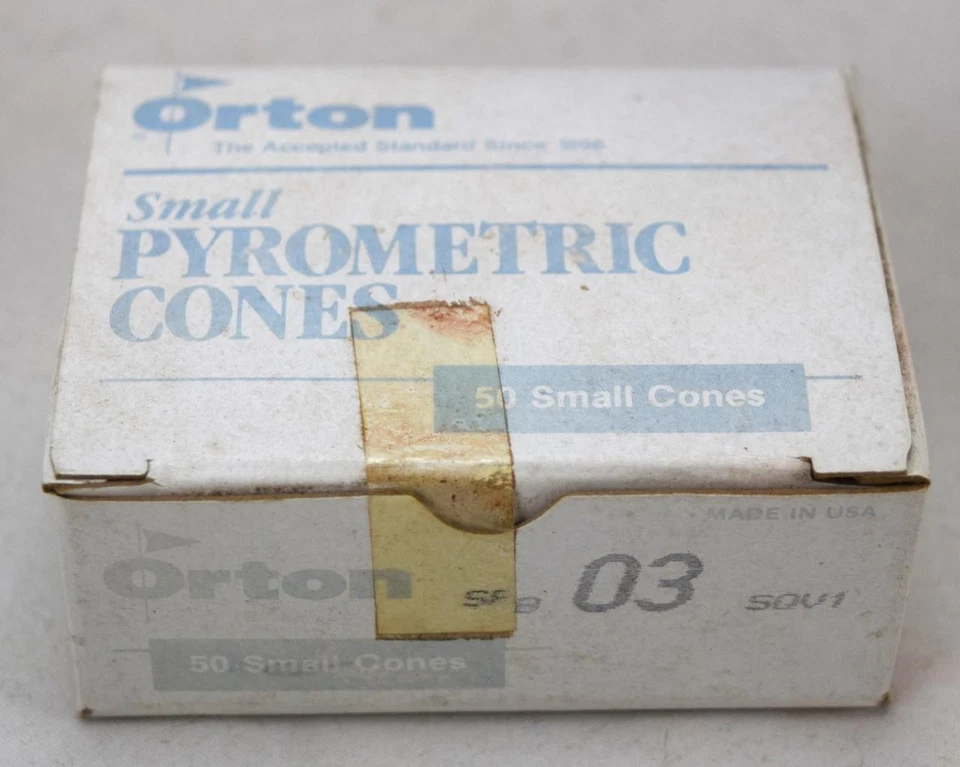 Orton
The Accepted Standard Since 1896
Small
PYROMETRIC
CONES
50 Small Cones
MADE IN USA
Orton
03
SQV1
50 Small Cones